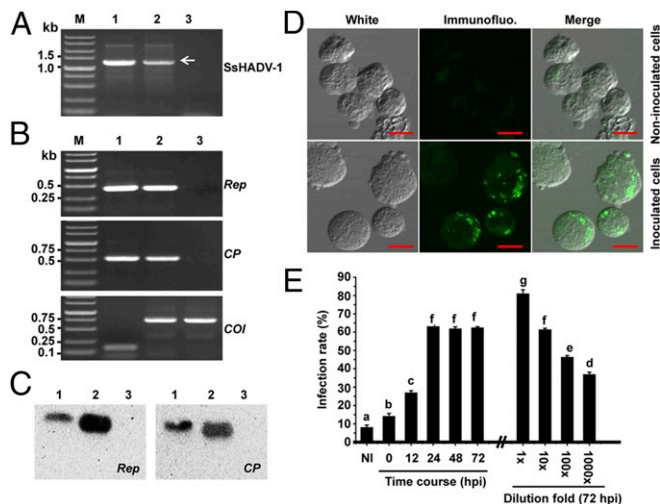 A
kb M 1 2 3
1.5
1.0
SsHADV-1
B
M 1 2 3
kb
0.5
0.25
Rep
0.75
0.5
CP
0.75
0.5
0.25
0.1
COI
C
1 2 3 1 2 3
Rep CP
D
White Immunofluo. Merge
Non-inoculated cells
Inoculated cells
E
Infection rate (%)
90
80
70
60
50
40
30
20
10
0
a b c f f f g f e d
NI 0 12 24 48 72 1x 10x 100x 1000x
Time course (hpi) Dilution fold (72 hpi)